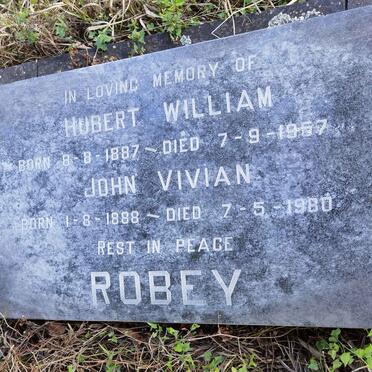 IN LOVING MEMORY OF
HUBERT WILLIAM
BORN 8-8-1887 ~ DIED 7-9-1957
JOHN VIVIAN
BORN 1-8-1888 ~ DIED 7-5-1980
REST IN PEACE
ROBEY